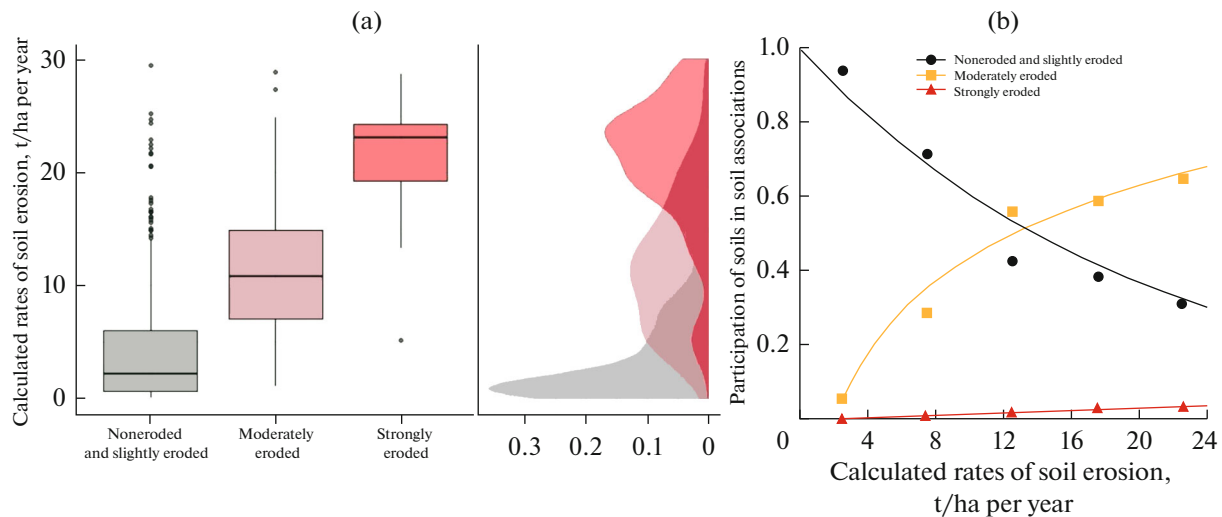 (a)
Calculated rates of soil erosion, t/ha per year
30
20
10
0
Noneroded
and slightly eroded
Moderately
eroded
Strongly
eroded
0.3
0.2
0.1
0
(b)
Participation of soils in soil associations
1.0
0.8
0.6
0.4
0.2
Noneroded and slightly eroded
Moderately eroded
Strongly eroded
0
4
8
12
16
20
24
Calculated rates of soil erosion,
t/ha per year